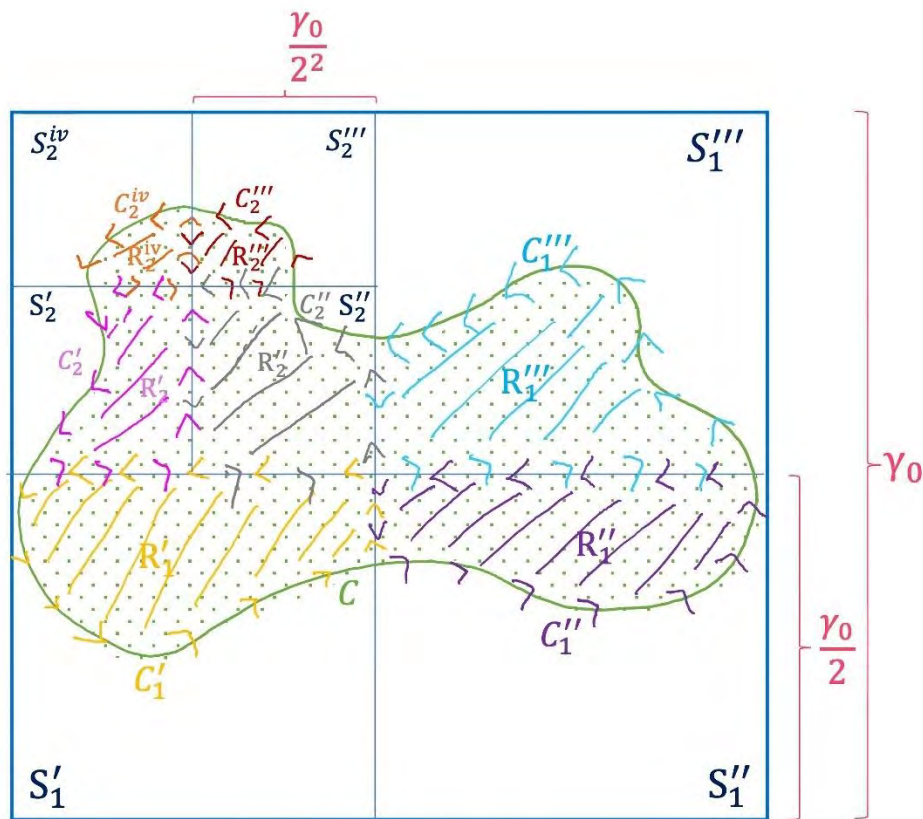 γ₀/2²
S₂ⁱᵛ S₂''' S₁'''
C₂ⁱᵛ C₂'''
R₂ⁱᵛ R₂''' C₁'''
S₂' C₂'' S₂''
C₂' R₂' R₂'' R₁'''
γ₀
R₁' R₁''
C
C₁' C₁'' γ₀/2
S₁' S₁''